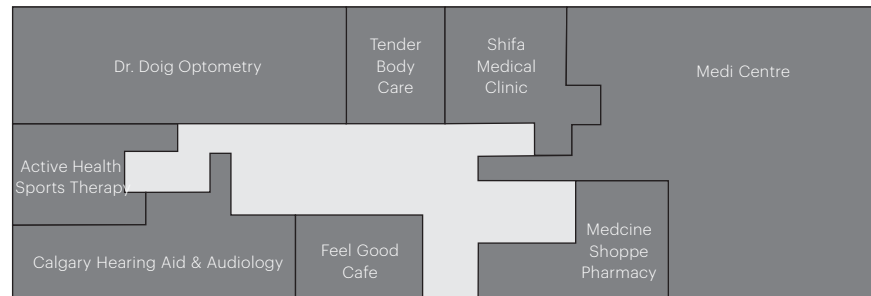 Dr. Doig Optometry
Tender
Body
Care
Shifa
Medical
Clinic
Medi Centre
Active Health
Sports Therapy
Calgary Hearing Aid & Audiology
Feel Good
Cafe
Medcine
Shoppe
Pharmacy